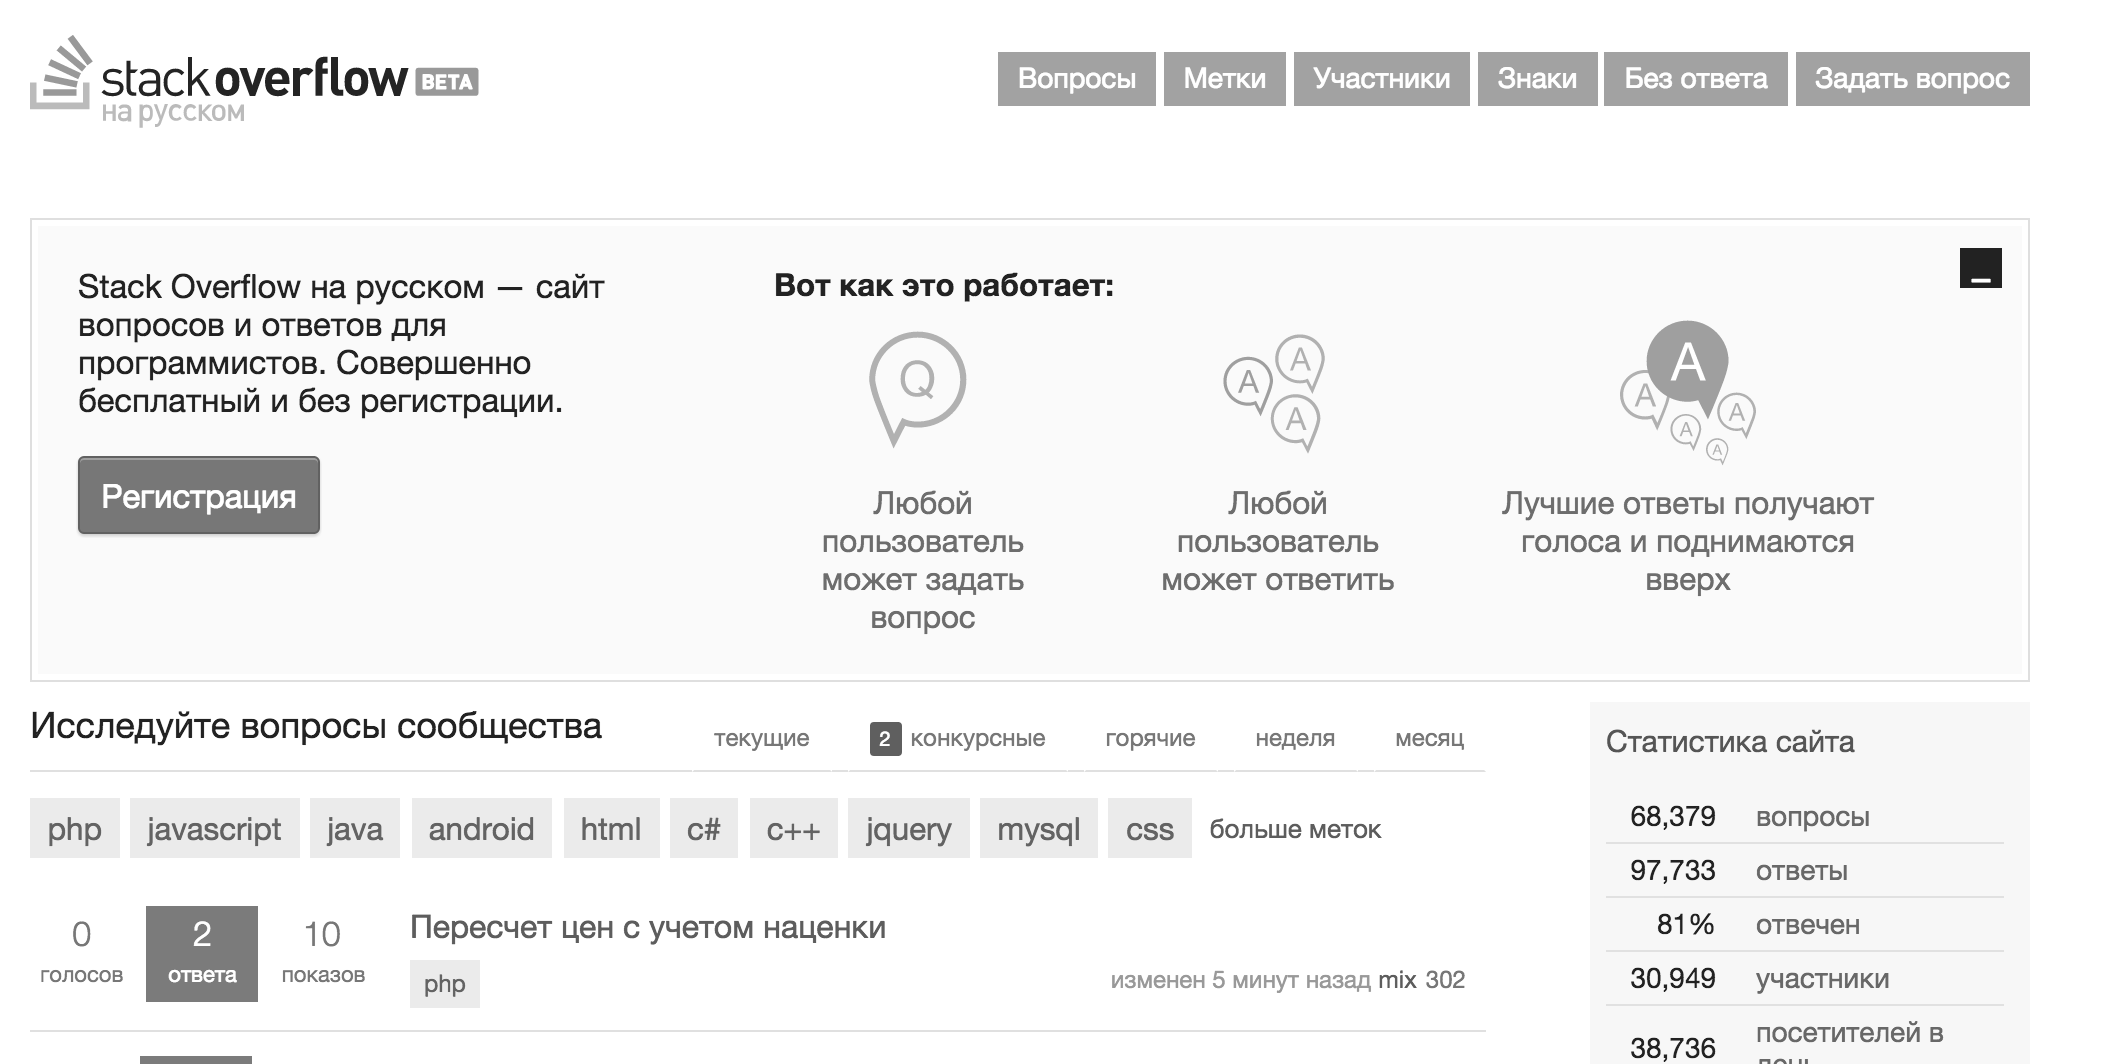 stackoverflow BETA
на русском
Вопросы Метки Участники Знаки Без ответа Задать вопрос
Stack Overflow на русском — сайт
вопросов и ответов для
программистов. Совершенно
бесплатный и без регистрации.
Регистрация
Вот как это работает:
_
Q
Любой
пользователь
может задать
вопрос
A A A
Любой
пользователь
может ответить
A A A A A
Лучшие ответы получают
голоса и поднимаются
вверх
Исследуйте вопросы сообщества
текущие 2 конкурсные горячие неделя месяц
php javascript java android html c# c++ jquery mysql css больше меток
0 голосов
2 ответа
10 показов
Пересчет цен с учетом наценки
php
изменен 5 минут назад mix 302
Статистика сайта
68,379 вопросы
97,733 ответы
81% отвечен
30,949 участники
38,736 посетителей в